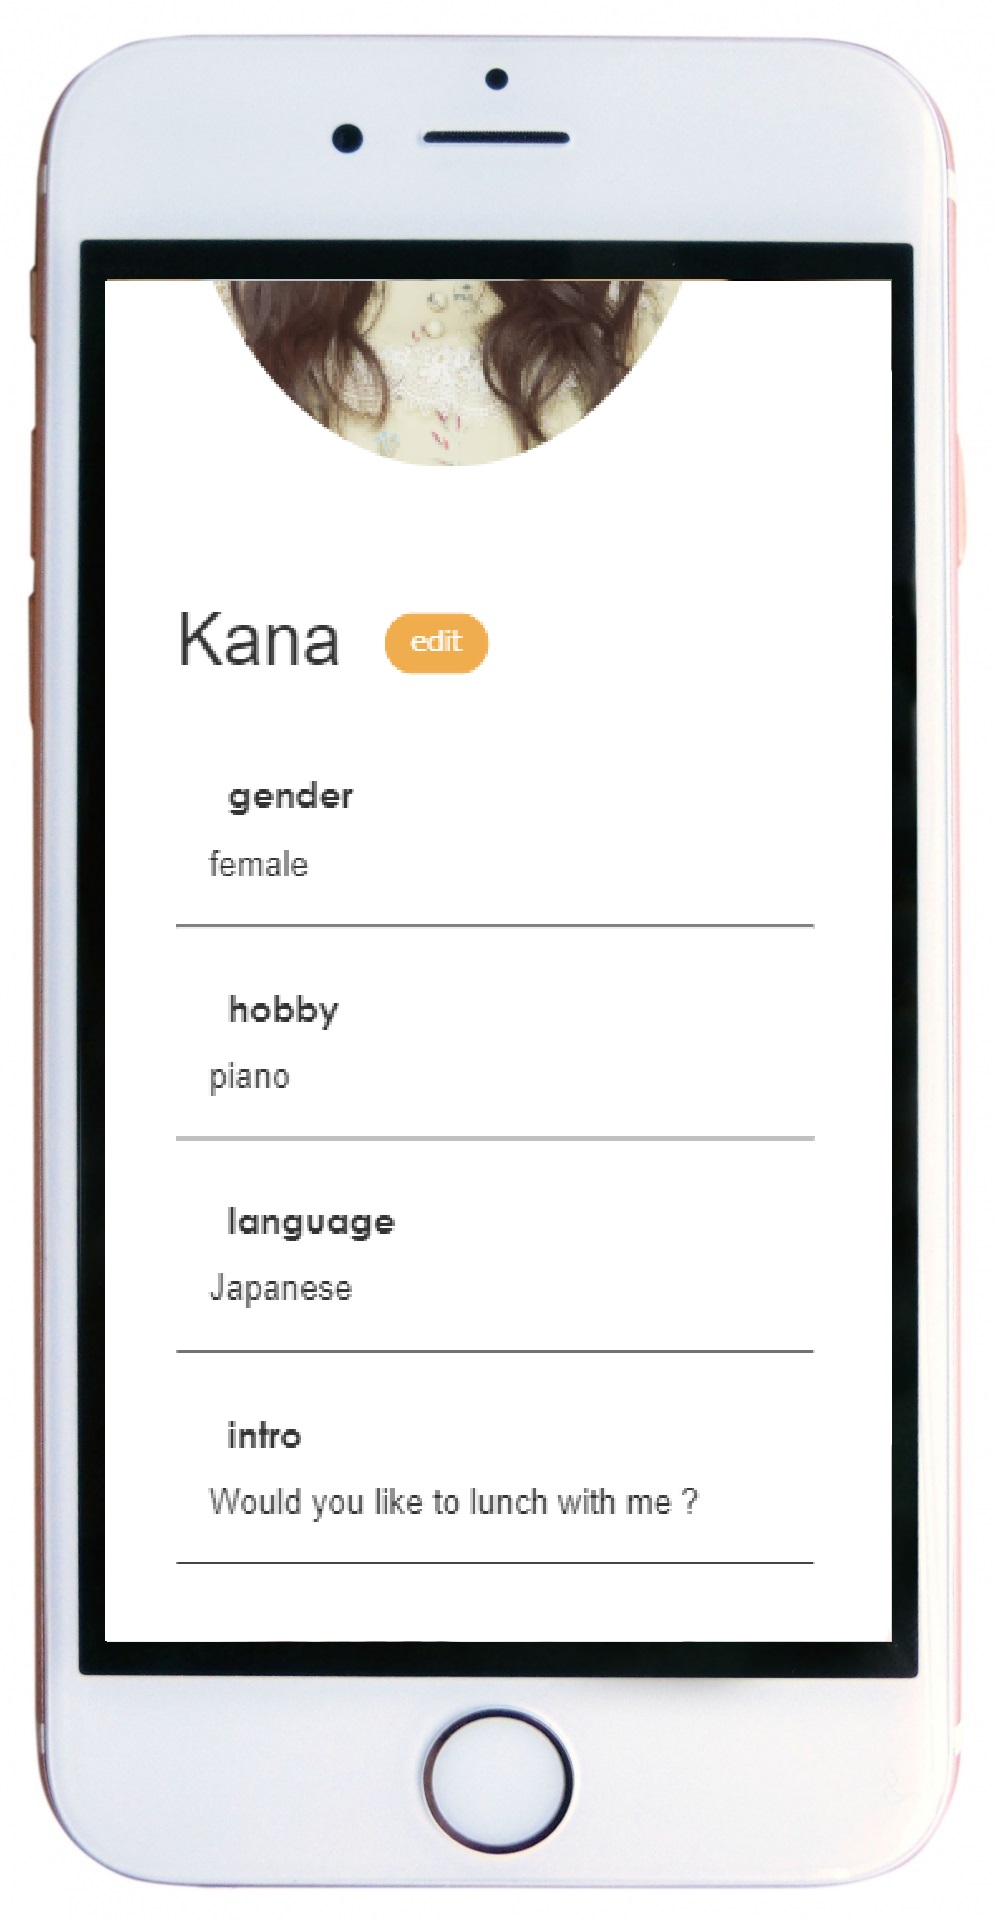 Kana edit
gender
female
hobby
piano
language
Japanese
intro
Would you like to lunch with me ?